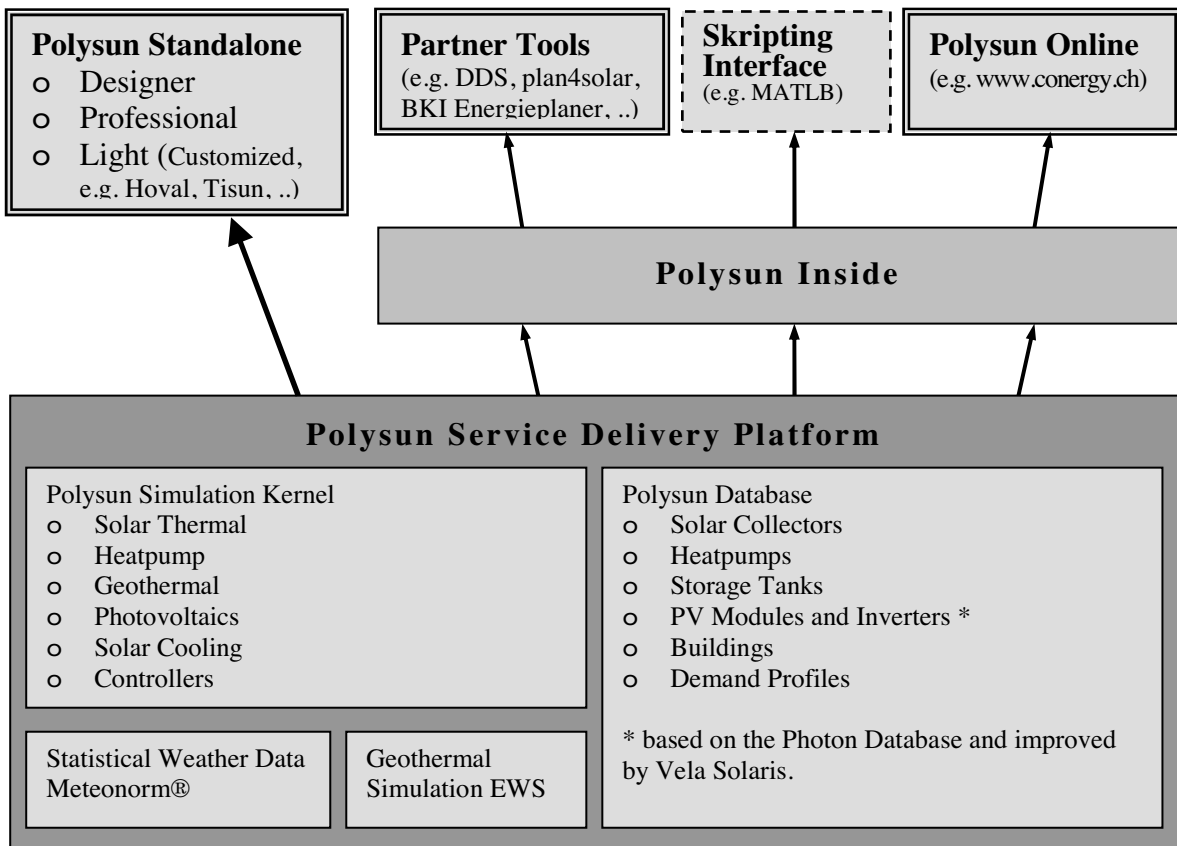 Polysun Standalone
o Designer
o Professional
o Light (Customized,
e.g. Hoval, Tisun, ..)
Partner Tools
(e.g. DDS, plan4solar,
BKI Energieplaner, ..)
Skripting
Interface
(e.g. MATLB)
Polysun Online
(e.g. www.conergy.ch)
Polysun Inside
Polysun Service Delivery Platform
Polysun Simulation Kernel
o Solar Thermal
o Heatpump
o Geothermal
o Photovoltaics
o Solar Cooling
o Controllers
Statistical Weather Data
Meteonorm®
Geothermal
Simulation EWS
Polysun Database
o Solar Collectors
o Heatpumps
o Storage Tanks
o PV Modules and Inverters *
o Buildings
o Demand Profiles
* based on the Photon Database and improved
by Vela Solaris.